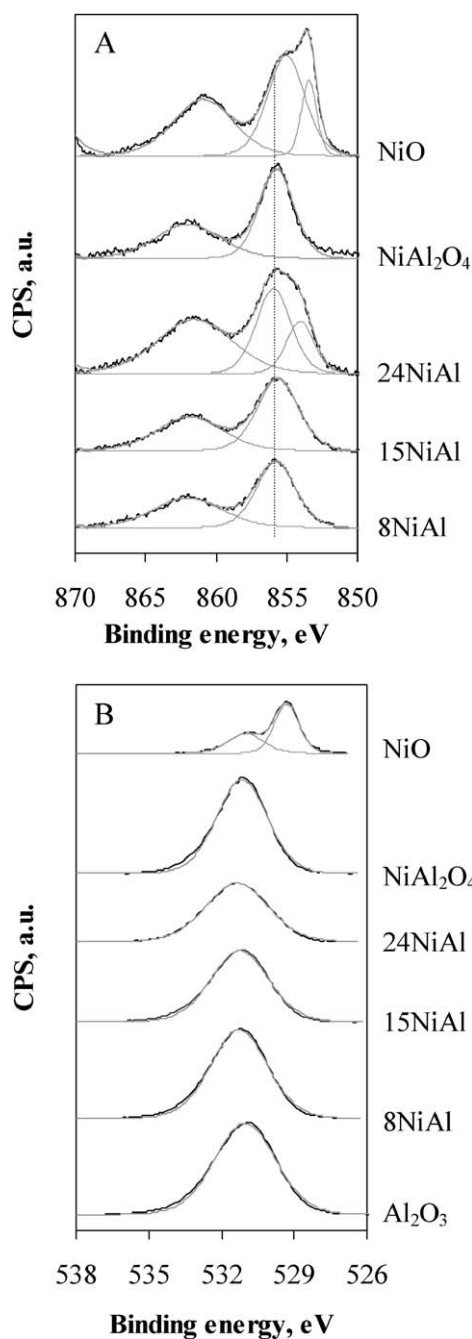 A
NiO
NiAl₂O₄
24NiAl
15NiAl
8NiAl
CPS, a.u.
870 865 860 855 850
Binding energy, eV
B
NiO
NiAl₂O₄
24NiAl
15NiAl
8NiAl
Al₂O₃
CPS, a.u.
538 535 532 529 526
Binding energy, eV